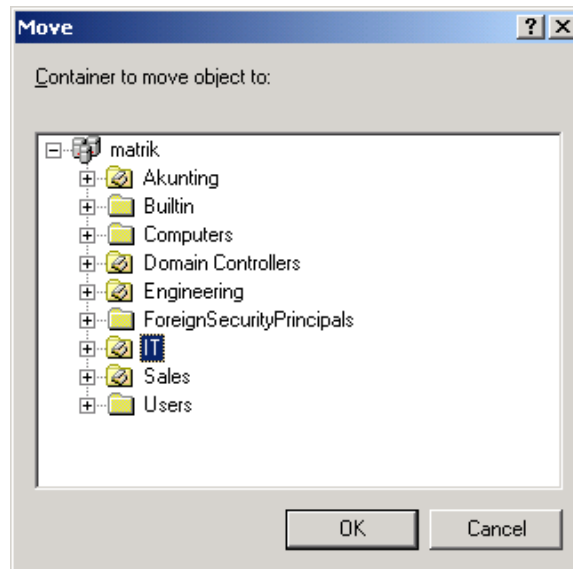 Move
Container to move object to:
matrik
Akunting
Builtin
Computers
Domain Controllers
Engineering
ForeignSecurityPrincipals
IT
Sales
Users
OK Cancel